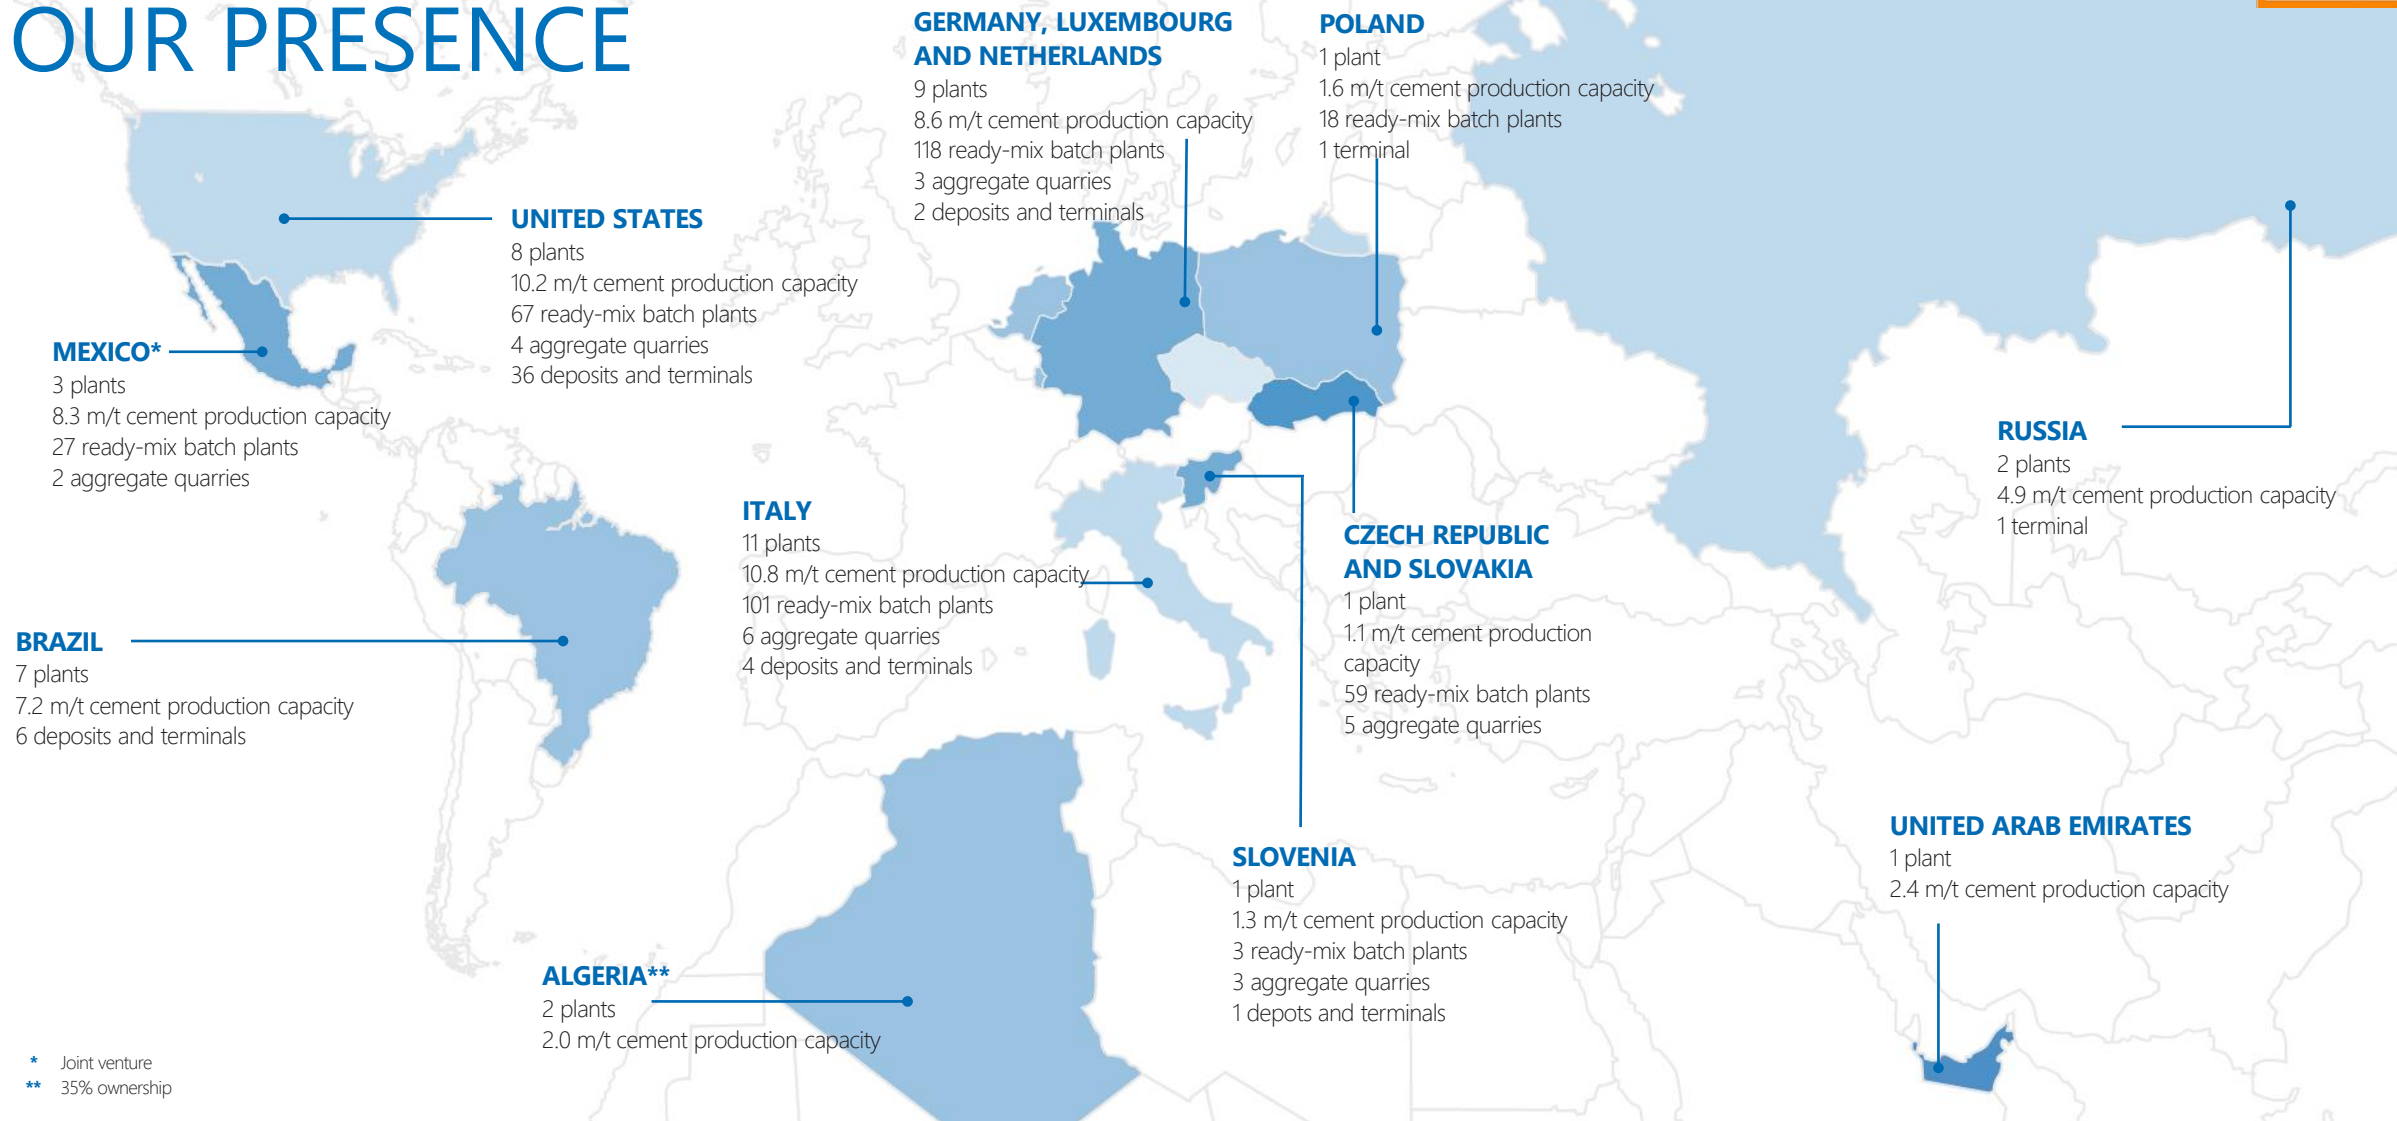 OUR PRESENCE
GERMANY, LUXEMBOURG
AND NETHERLANDS
9 plants
8.6 m/t cement production capacity
118 ready-mix batch plants
3 aggregate quarries
2 deposits and terminals
POLAND
1 plant
1.6 m/t cement production capacity
18 ready-mix batch plants
1 terminal
UNITED STATES
8 plants
10.2 m/t cement production capacity
67 ready-mix batch plants
4 aggregate quarries
36 deposits and terminals
MEXICO*
3 plants
8.3 m/t cement production capacity
27 ready-mix batch plants
2 aggregate quarries
RUSSIA
2 plants
4.9 m/t cement production capacity
1 terminal
ITALY
11 plants
10.8 m/t cement production capacity
101 ready-mix batch plants
6 aggregate quarries
4 deposits and terminals
CZECH REPUBLIC
AND SLOVAKIA
1 plant
1.1 m/t cement production
capacity
59 ready-mix batch plants
5 aggregate quarries
BRAZIL
7 plants
7.2 m/t cement production capacity
6 deposits and terminals
UNITED ARAB EMIRATES
1 plant
2.4 m/t cement production capacity
SLOVENIA
1 plant
1.3 m/t cement production capacity
3 ready-mix batch plants
3 aggregate quarries
1 depots and terminals
ALGERIA**
2 plants
2.0 m/t cement production capacity
* Joint venture
** 35% ownership